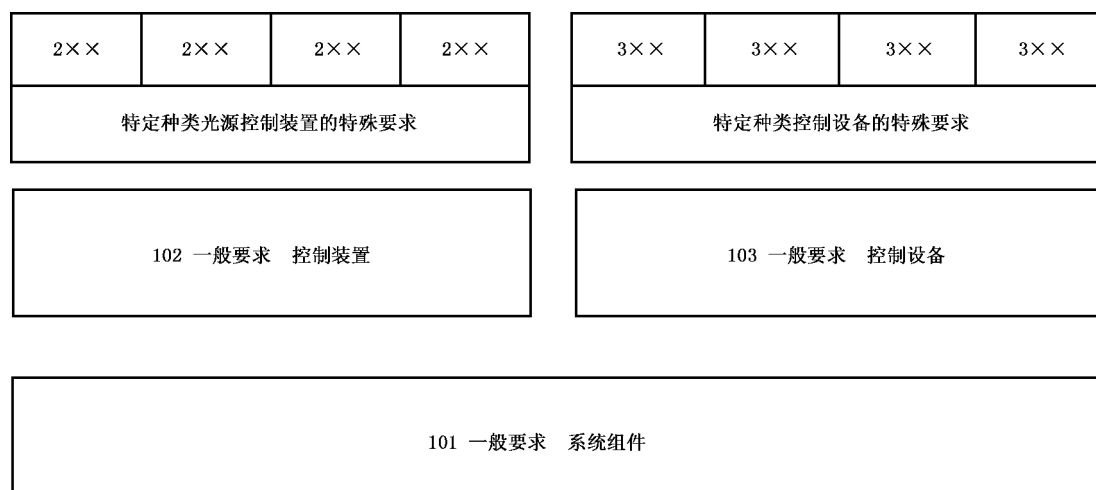 2×× 2×× 2×× 2×× 3×× 3×× 3×× 3××
特定种类光源控制装置的特殊要求 特定种类控制设备的特殊要求
102 一般要求 控制装置 103 一般要求 控制设备
101 一般要求 系统组件